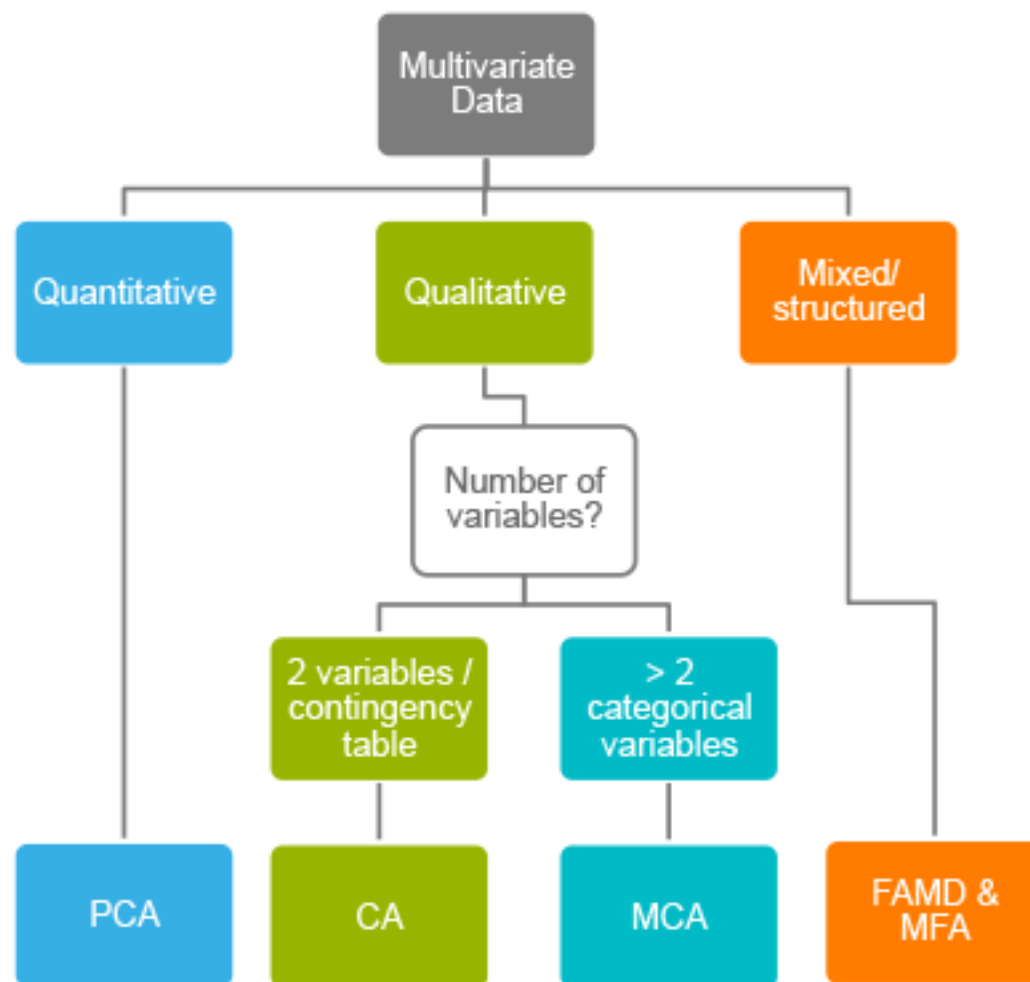 Multivariate
Data
Quantitative
Qualitative
Mixed/
structured
Number of
variables?
2 variables /
contingency
table
> 2
categorical
variables
PCA
CA
MCA
FAMD &
MFA